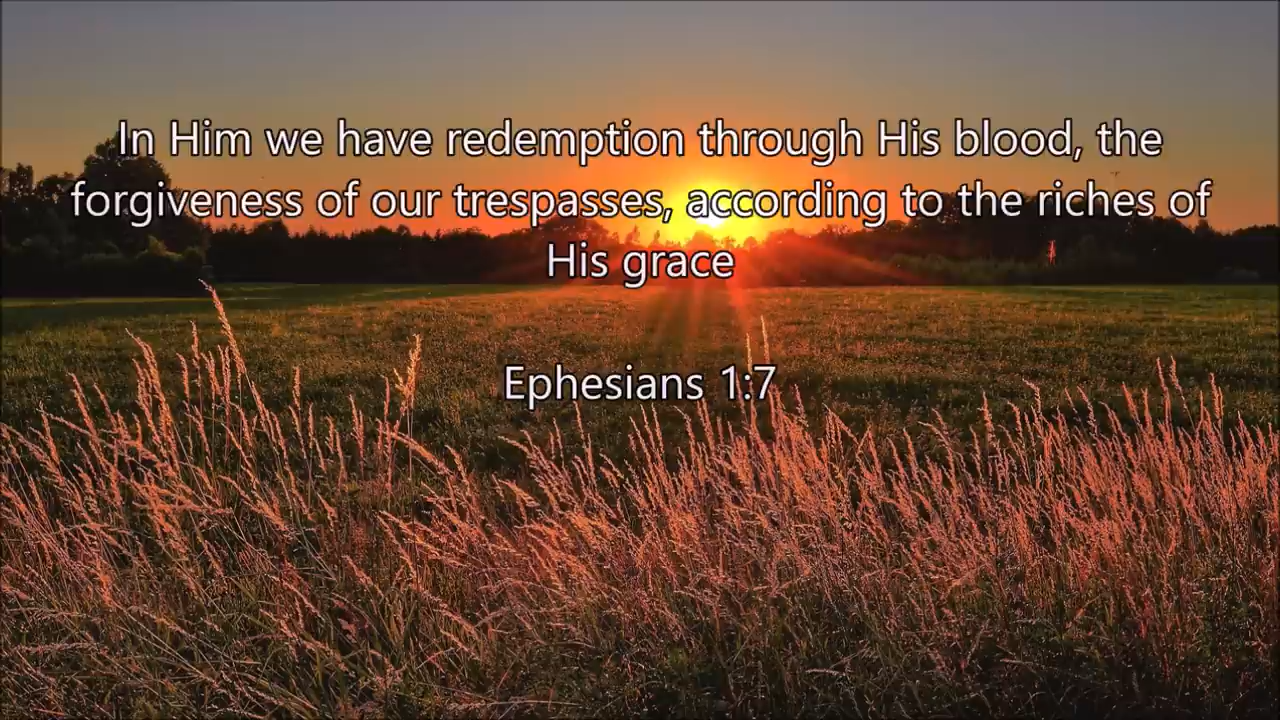 In Him we have redemption through His blood, the
forgiveness of our trespasses, according to the riches of
His grace
Ephesians 1:7